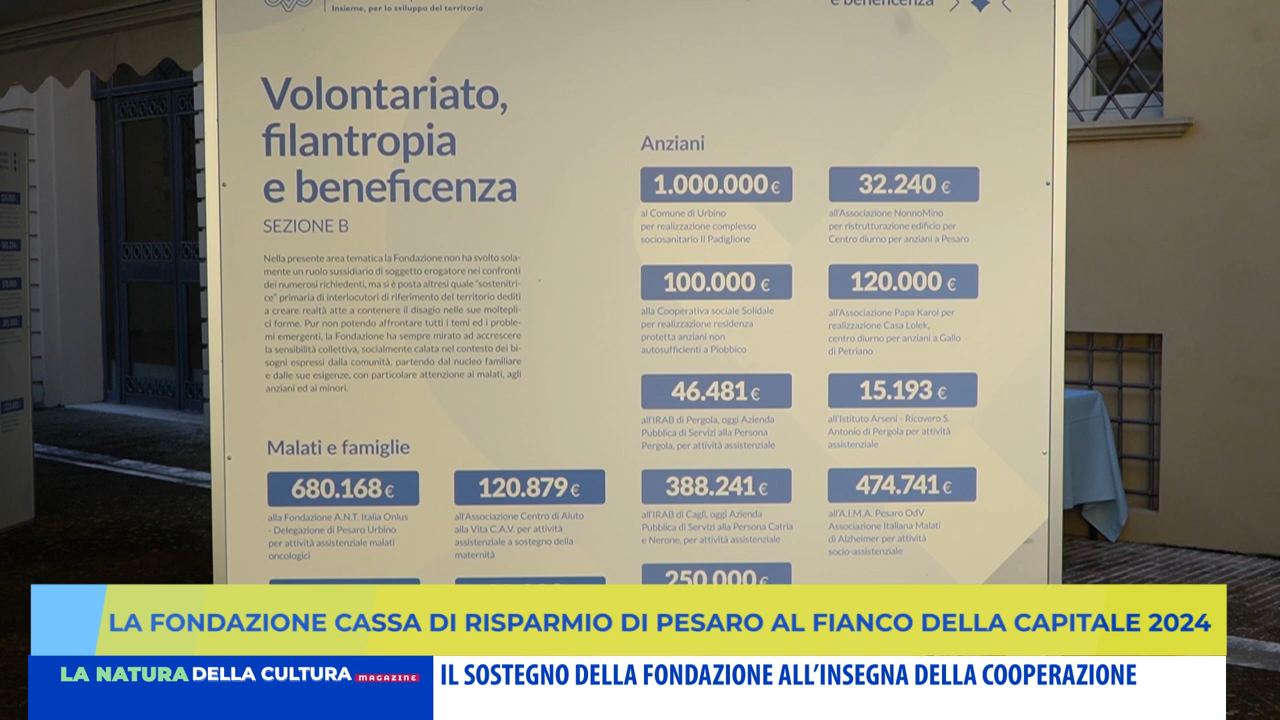 Insieme, per lo sviluppo del territorio
e beneficenza
Volontariato,
filantropia
e beneficenza
SEZIONE B
Nella presente area tematica la Fondazione non ha svolto sola-
mente un ruolo sussidiario di soggetto erogatore nei confronti
dei numerosi richiedenti, ma si è posta altresì quale "sostenitri-
ce" primaria di interlocutori di riferimento del territorio dediti
a creare realtà atte a contenere il disagio nelle sue moltepli-
ci forme. Pur non potendo affrontare tutti i temi ed i proble-
mi emergenti, la Fondazione ha sempre mirato ad accrescere
la sensibilità collettiva, socialmente calata nel contesto dei bi-
sogni espressi dalla comunità, partendo dal nucleo familiare
e dalle sue esigenze, con particolare attenzione ai malati, agli
anziani ed ai minori.
Malati e famiglie
680.168 €
alla Fondazione A.N.T. Italia Onlus
- Delegazione di Pesaro Urbino
per attività assistenziale malati
oncologici
120.879 €
all'Associazione Centro di Aiuto
alla Vita C.A.V. per attività
assistenziale a sostegno della
maternità
Anziani
1.000.000 €
al Comune di Urbino
per realizzazione complesso
sociosanitario Il Padiglione
32.240 €
all'Associazione NonnoMino
per ristrutturazione edificio per
Centro diurno per anziani a Pesaro
100.000 €
alla Cooperativa sociale Solidale
per realizzazione residenza
protetta anziani non
autosufficienti a Piobbico
120.000 €
all'Associazione Papa Karol per
realizzazione Casa Lolek,
centro diurno per anziani a Gallo
di Petriano
46.481 €
all'IRAB di Pergola, oggi Azienda
Pubblica di Servizi alla Persona
Pergola, per attività assistenziale
15.193 €
all'Istituto Arseni - Ricovero S.
Antonio di Pergola per attività
assistenziale
388.241 €
all'IRAB di Cagli, oggi Azienda
Pubblica di Servizi alla Persona Catria
e Nerone, per attività assistenziale
474.741 €
all'A.I.M.A. Pesaro OdV
Associazione Italiana Malati
di Alzheimer per attività
socio-assistenziale
250.000 €
LA FONDAZIONE CASSA DI RISPARMIO DI PESARO AL FIANCO DELLA CAPITALE 2024
LA NATURA DELLA CULTURA MAGAZINE
IL SOSTEGNO DELLA FONDAZIONE ALL'INSEGNA DELLA COOPERAZIONE